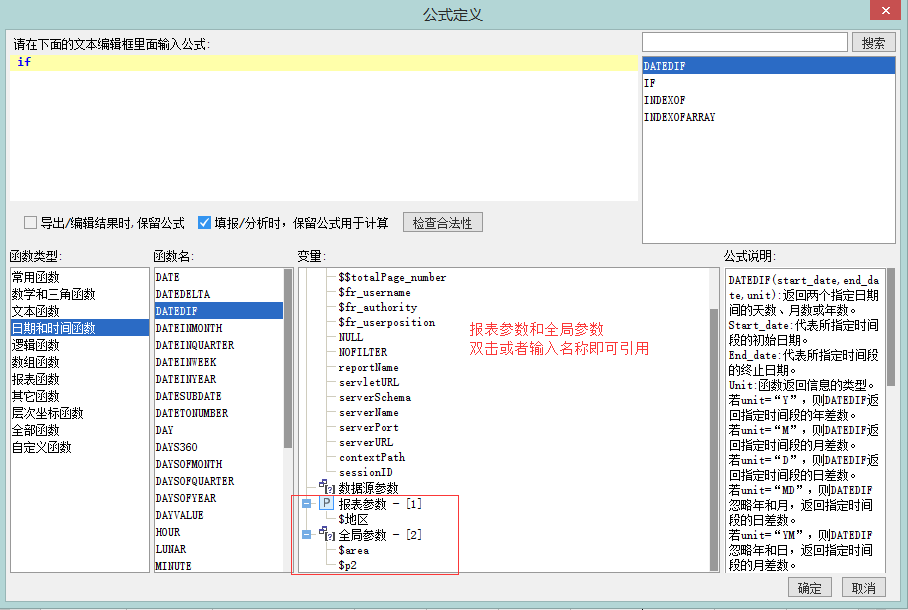 公式定义
请在下面的文本编辑框里面输入公式:
搜索
if
DATEDIF
IF
INDEXOF
INDEXOFARRAY
导出/编辑结果时,保留公式
填报/分析时，保留公式用于计算
检查合法性
函数类型:
常用函数
数学和三角函数
文本函数
日期和时间函数
逻辑函数
数组函数
报表函数
其它函数
层次坐标函数
全部函数
自定义函数
函数名:
DATE
DATEDELTA
DATEDIF
DATEINMONTH
DATEINQUARTER
DATEINWEEK
DATEINYEAR
DATESUBDATE
DATETONUMBER
DAY
DAYS360
DAYSOFMONTH
DAYSOFQUARTER
DAYSOFYEAR
DAYVALUE
HOUR
LUNAR
MINUTE
变量:
$$totalPage_number
$fr_username
$fr_authority
$fr_userposition
NULL
NOFILTER
reportName
servletURL
serverSchema
serverName
serverPort
serverURL
contextPath
sessionID
数据源参数
报表参数 - [1]
$地区
全局参数 - [2]
$area
$p2
报表参数和全局参数
双击或者输入名称即可引用
公式说明:
DATEDIF(start_date,end_da
te,unit):返回两个指定日期
间的天数、月数或年数。
Start_date:代表所指定时间
段的初始日期。
End_date:代表所指定时间段
的终止日期。
Unit:函数返回信息的类型。
若unit=“Y”，则DATEDIF返
回指定时间段的年差数。
若unit=“M”，则DATEDIF返
回指定时间段的月差数。
若unit=“D”，则DATEDIF返
回指定时间段的日差数。
若unit=“MD”，则DATEDIF
忽略年和月，返回指定时间
段的日差数。
若unit=“YM”，则DATEDIF
忽略年和日，返回指定时间
段的月差数。
确定
取消